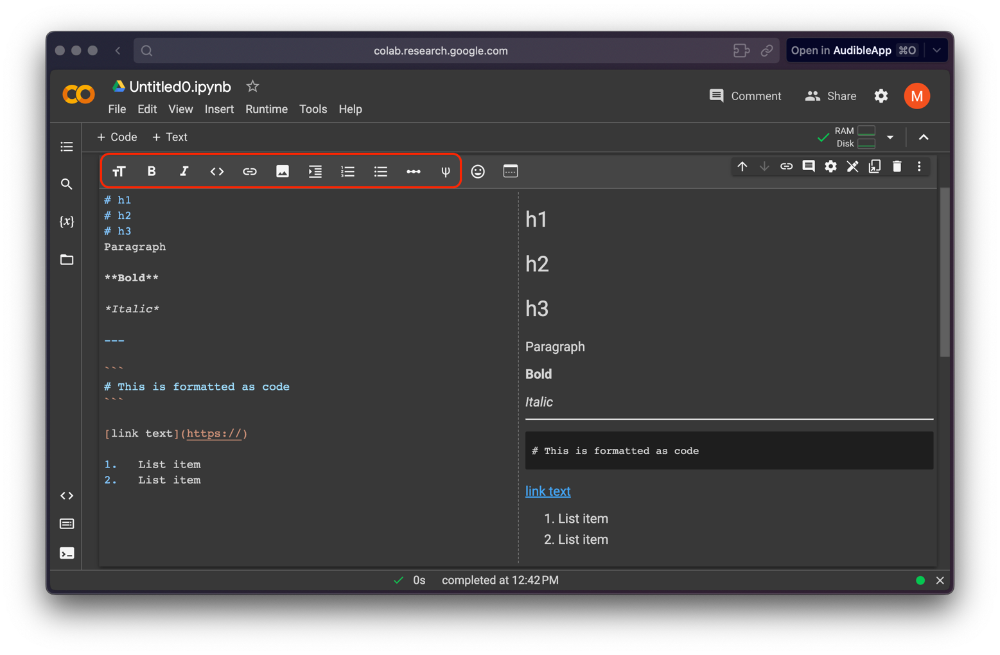 colab.research.google.com
Open in AudibleApp ⌘O
Untitled0.ipynb
File Edit View Insert Runtime Tools Help
Comment
Share
M
+ Code + Text
RAM
Disk
# h1
# h2
# h3
Paragraph
**Bold**
*Italic*
---
```
# This is formatted as code
```
[link text](https://)
1. List item
2. List item
h1
h2
h3
Paragraph
Bold
Italic
# This is formatted as code
link text
1. List item
2. List item
0s completed at 12:42 PM